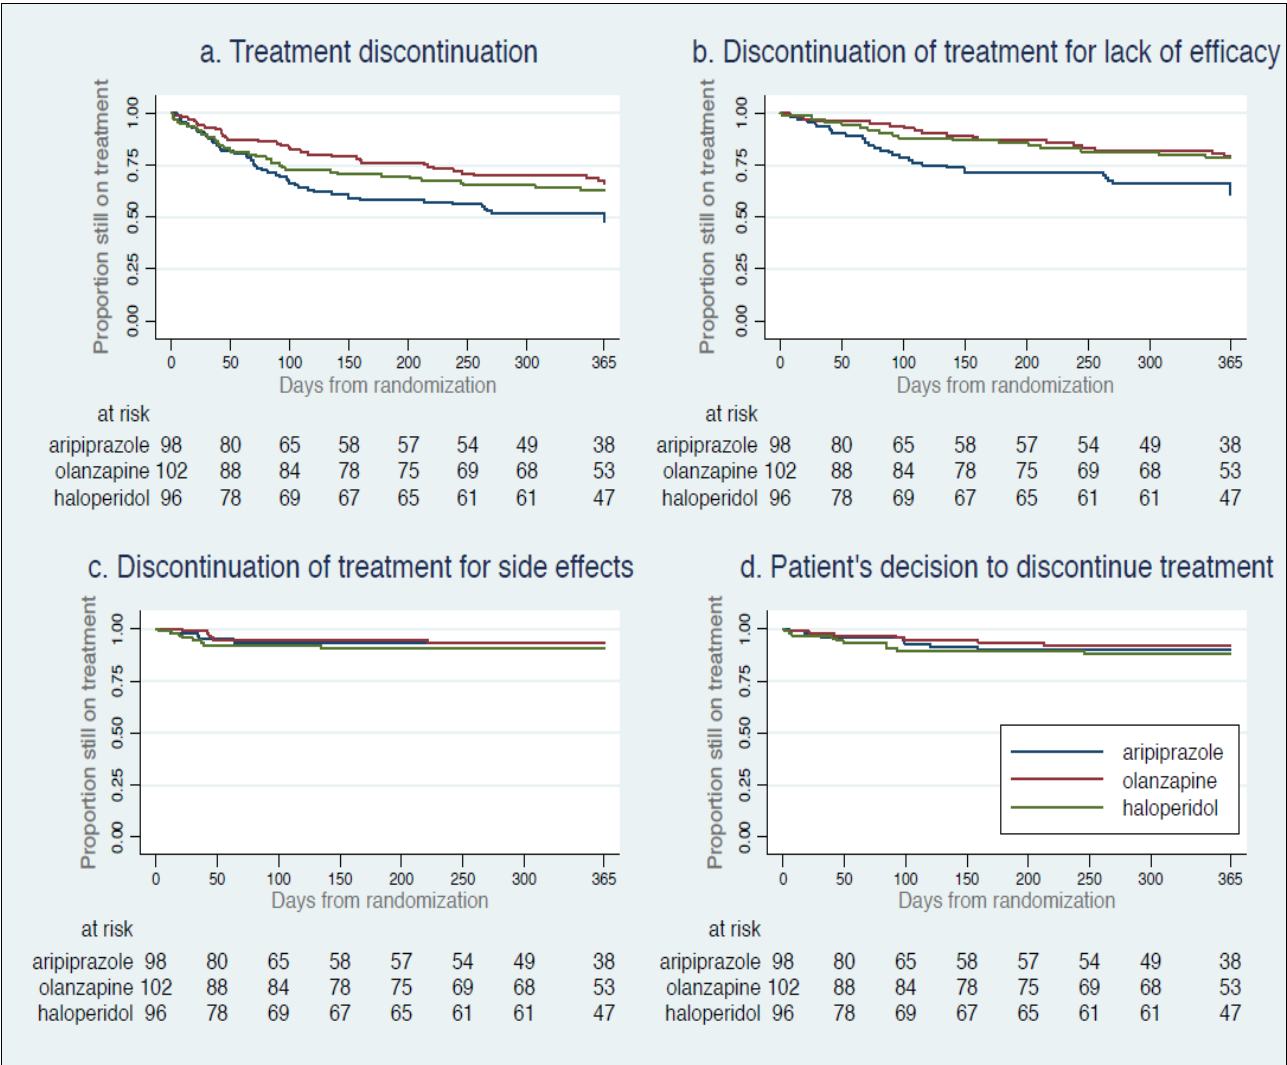 a. Treatment discontinuation
Proportion still on treatment
1.00
0.75
0.50
0.25
0.00
0 50 100 150 200 250 300 365
Days from randomization
at risk
aripiprazole 98 80 65 58 57 54 49 38
olanzapine 102 88 84 78 75 69 68 53
haloperidol 96 78 69 67 65 61 61 47
b. Discontinuation of treatment for lack of efficacy
Proportion still on treatment
1.00
0.75
0.50
0.25
0.00
0 50 100 150 200 250 300 365
Days from randomization
at risk
aripiprazole 98 80 65 58 57 54 49 38
olanzapine 102 88 84 78 75 69 68 53
haloperidol 96 78 69 67 65 61 61 47
c. Discontinuation of treatment for side effects
Proportion still on treatment
1.00
0.75
0.50
0.25
0.00
0 50 100 150 200 250 300 365
Days from randomization
at risk
aripiprazole 98 80 65 58 57 54 49 38
olanzapine 102 88 84 78 75 69 68 53
haloperidol 96 78 69 67 65 61 61 47
d. Patient's decision to discontinue treatment
Proportion still on treatment
1.00
0.75
0.50
0.25
0.00
aripiprazole
olanzapine
haloperidol
0 50 100 150 200 250 300 365
Days from randomization
at risk
aripiprazole 98 80 65 58 57 54 49 38
olanzapine 102 88 84 78 75 69 68 53
haloperidol 96 78 69 67 65 61 61 47